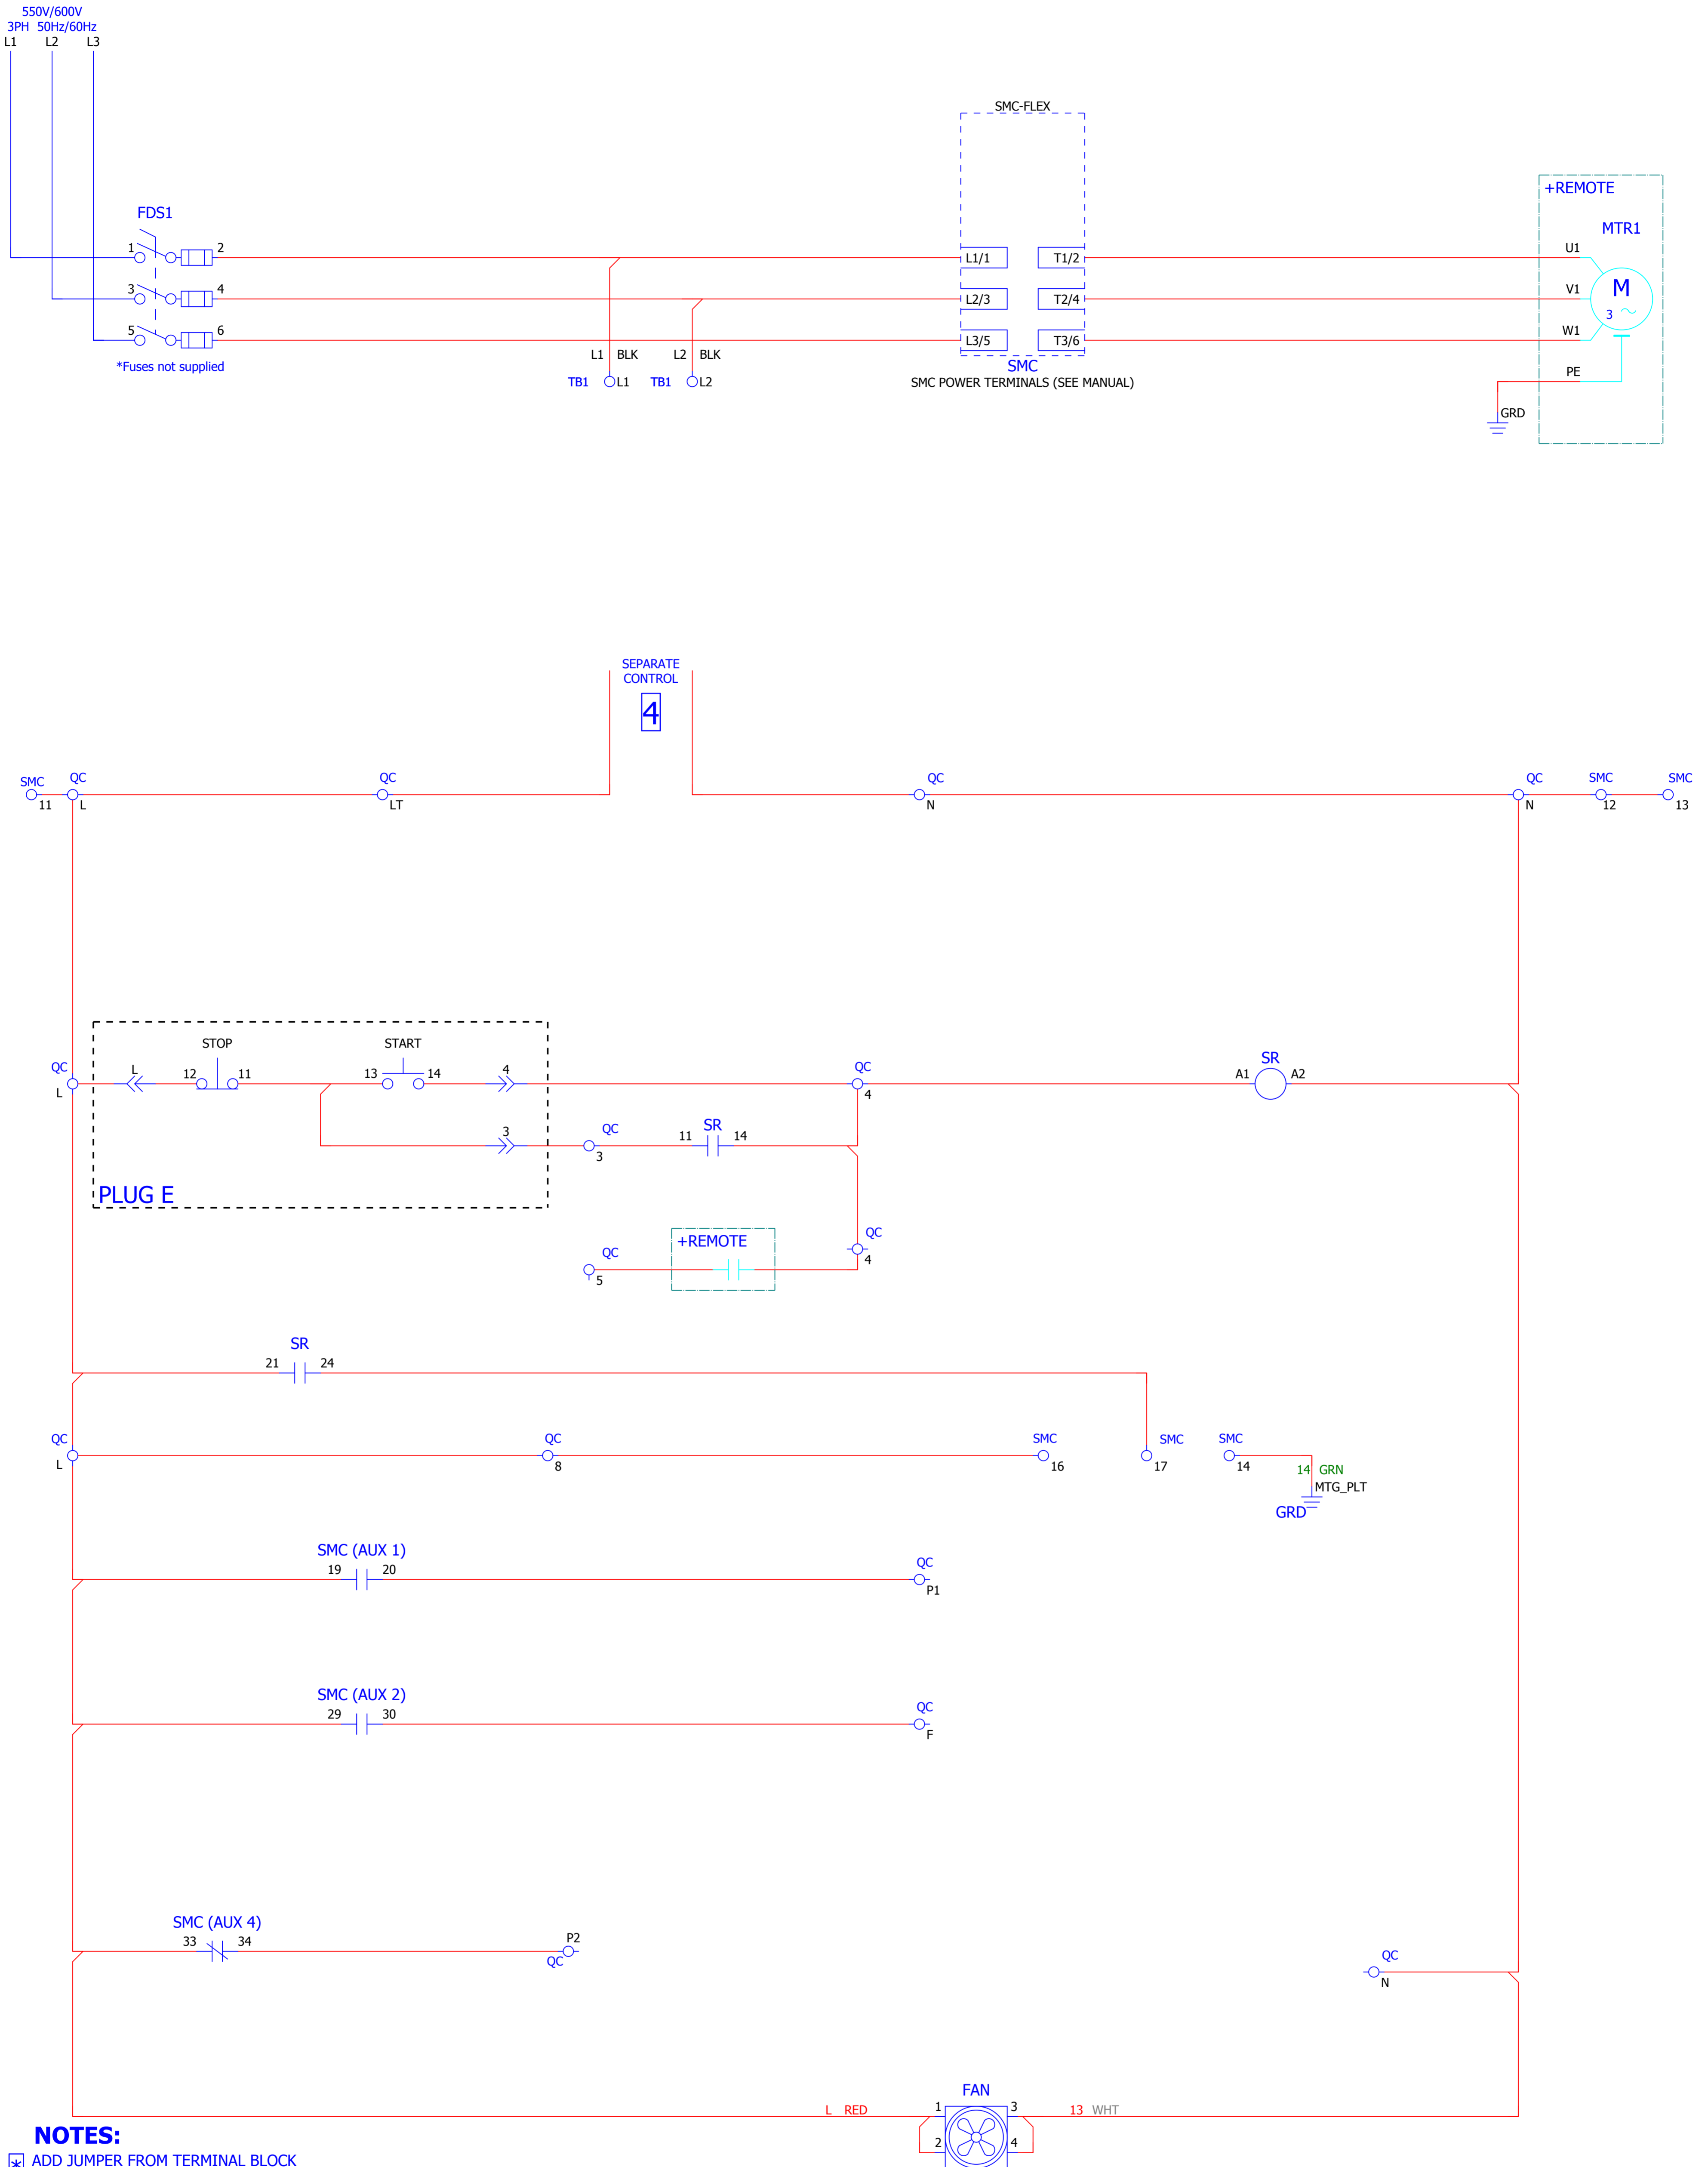 550V/600V
3PH 50Hz/60Hz
L1 L2 L3
SMC-FLEX
+REMOTE
FDS1
MTR1
1 2 L1/1 T1/2 U1
M
3 4 L2/3 T2/4 V1
3
5 6 L3/5 T3/6 W1
*Fuses not supplied
L1 BLK L2 BLK
SMC
PE
TB1 L1 TB1 L2
SMC POWER TERMINALS (SEE MANUAL)
GRD
SEPARATE
CONTROL
4
SMC QC QC QC QC SMC SMC
11 L LT N N 12 13
STOP START
QC L 12 11 13 14 4 QC SR
A1 A2
L 4
3 QC 11 SR 14
3
PLUG E
+REMOTE QC
QC 4
5
SR
21 24
QC QC SMC SMC SMC
L 8 16 17 14
14 GRN
MTG_PLT
GRD
SMC (AUX 1)
19 20 QC
P1
SMC (AUX 2)
29 30 QC
F
SMC (AUX 4)
33 34 P2
QC QC
N
FAN
L RED 1 3 13 WHT
2 4
NOTES:
* ADD JUMPER FROM TERMINAL BLOCK